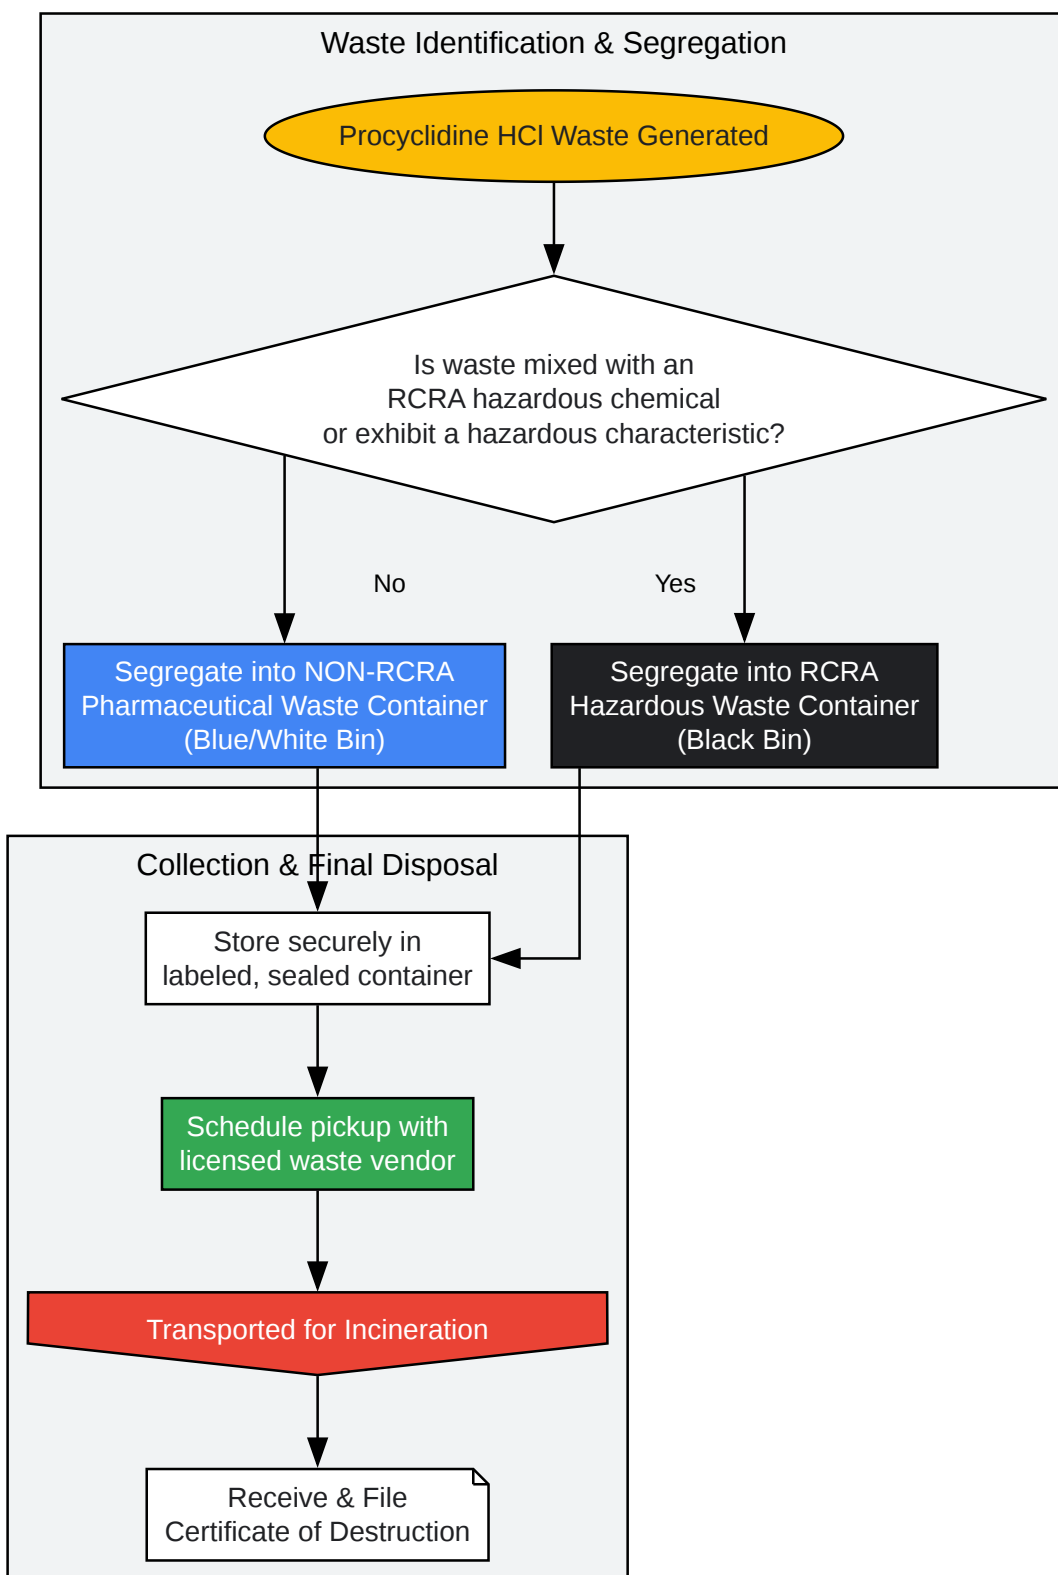 Waste Identification & Segregation
Procyclidine HCl Waste Generated
Is waste mixed with an
RCRA hazardous chemical
or exhibit a hazardous characteristic?
No
Yes
Segregate into NON-RCRA
Pharmaceutical Waste Container
(Blue/White Bin)
Segregate into RCRA
Hazardous Waste Container
(Black Bin)
Collection & Final Disposal
Store securely in
labeled, sealed container
Schedule pickup with
licensed waste vendor
Transported for Incineration
Receive & File
Certificate of Destruction